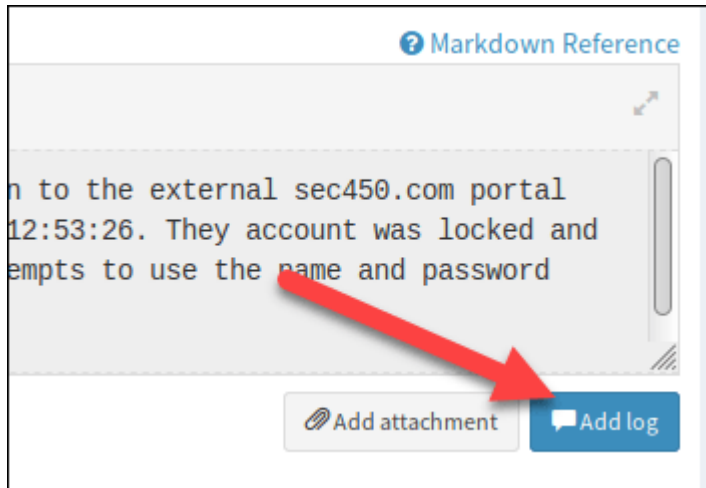 Markdown Reference
n to the external sec450.com portal
12:53:26. They account was locked and
empts to use the name and password
Add attachment
Add log